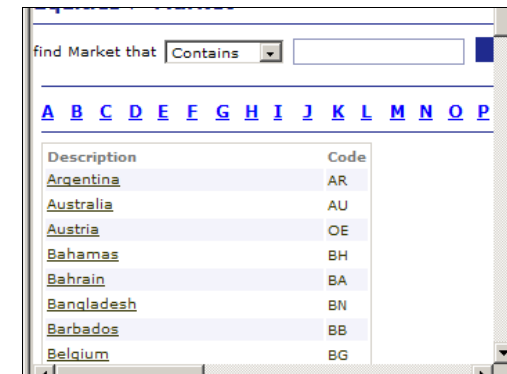 find Market that Contains
A B C D E F G H I J K L M N O P
Description Code
Argentina AR
Australia AU
Austria OE
Bahamas BH
Bahrain BA
Bangladesh BN
Barbados BB
Belgium BG